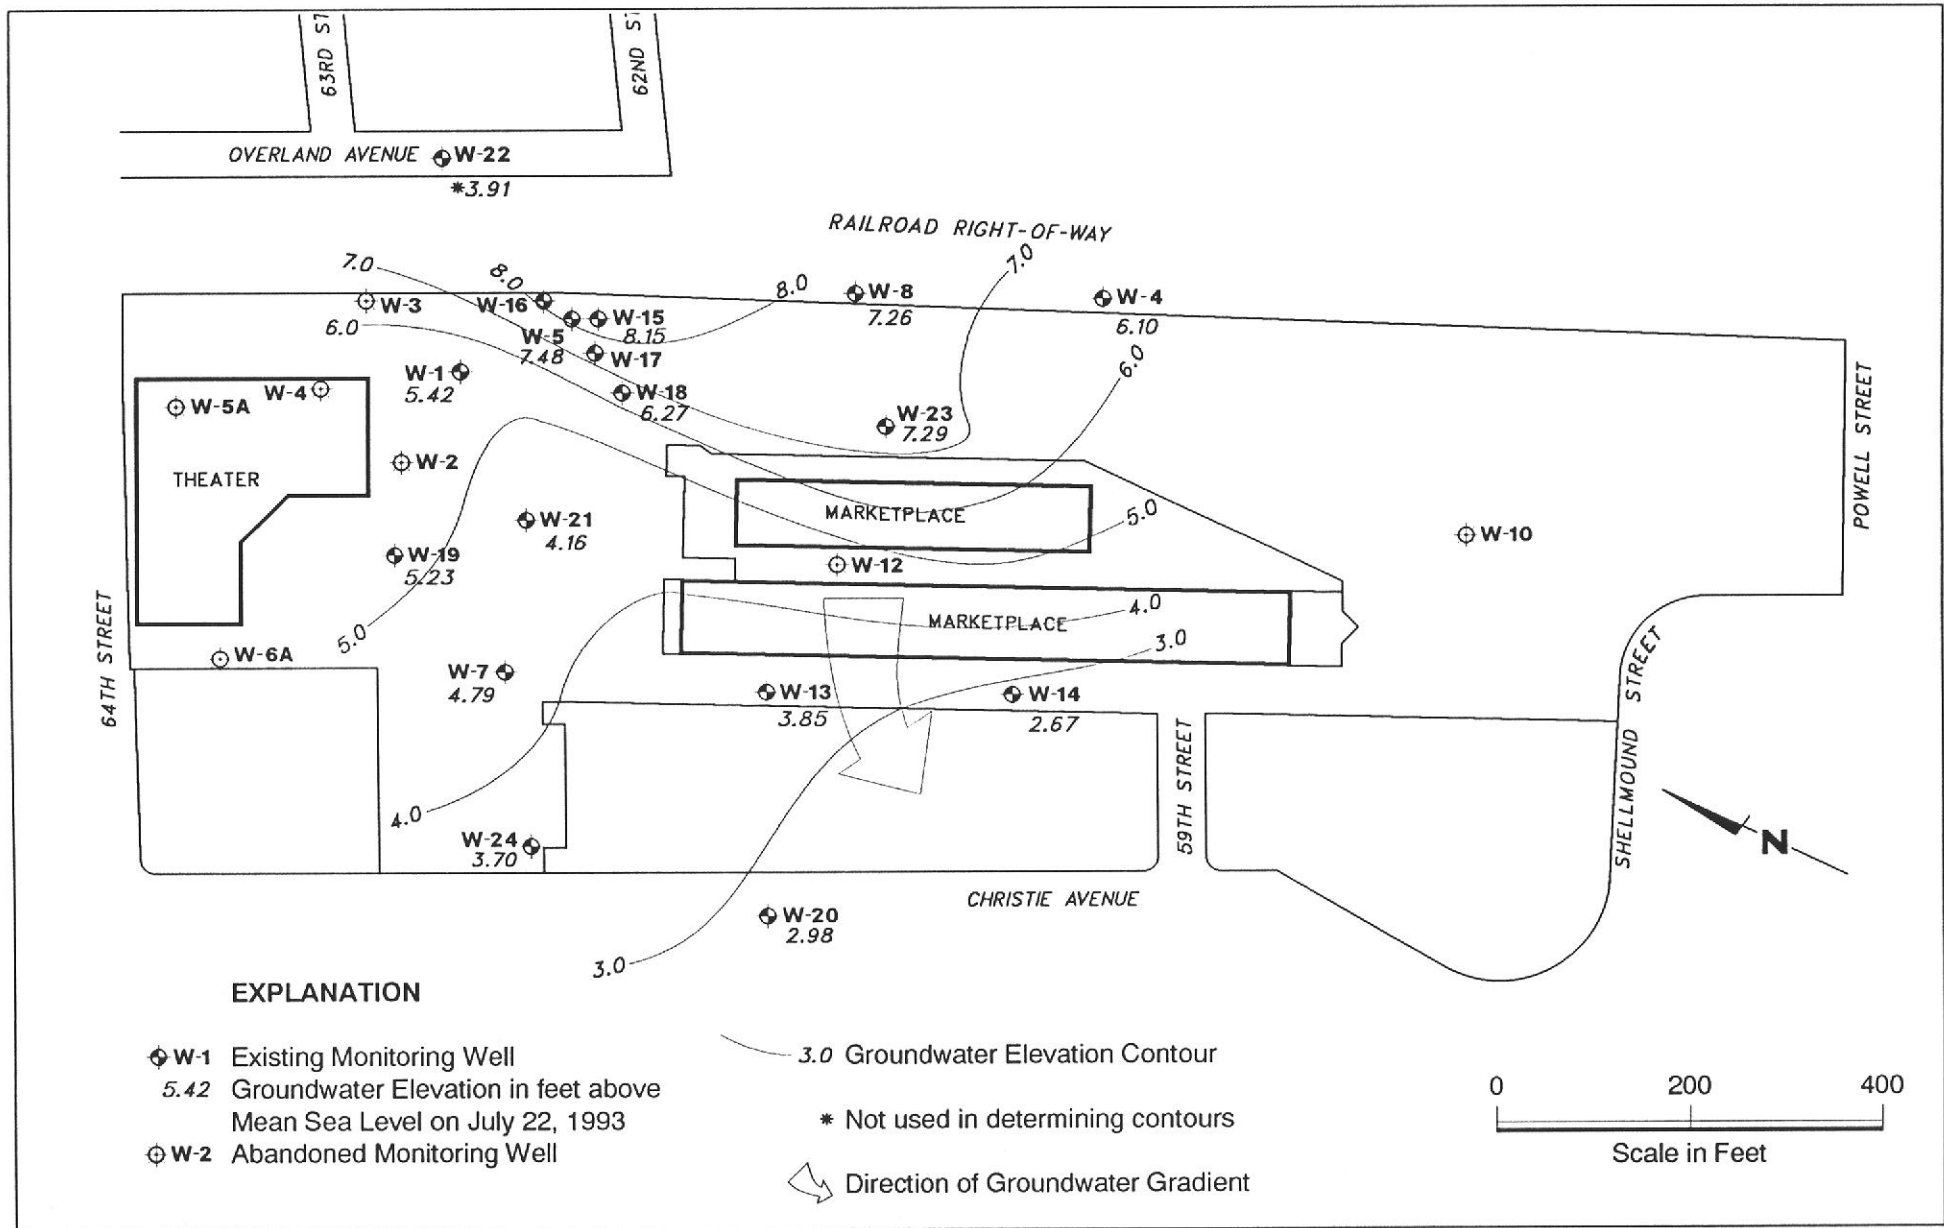 63RD ST
62ND ST
OVERLAND AVENUE
W-22
*3.91
RAILROAD RIGHT-OF-WAY
7.0
8.0
8.0
7.0
W-3
W-16
W-8
7.26
W-4
6.10
6.0
W-5
7.48
W-15
8.15
W-17
6.0
W-1
5.42
W-4
W-5A
W-18
6.27
W-23
7.29
THEATER
W-2
W-21
4.16
MARKETPLACE
5.0
W-10
POWELL STREET
W-19
5.23
W-12
64TH STREET
5.0
MARKETPLACE
4.0
3.0
W-6A
W-7
4.79
W-13
3.85
W-14
2.67
SHELLMOUND STREET
59TH STREET
4.0
W-24
3.70
N
CHRISTIE AVENUE
W-20
2.98
3.0
EXPLANATION
W-1 Existing Monitoring Well
5.42 Groundwater Elevation in feet above
Mean Sea Level on July 22, 1993
W-2 Abandoned Monitoring Well
3.0 Groundwater Elevation Contour
* Not used in determining contours
Direction of Groundwater Gradient
0 200 400
Scale in Feet